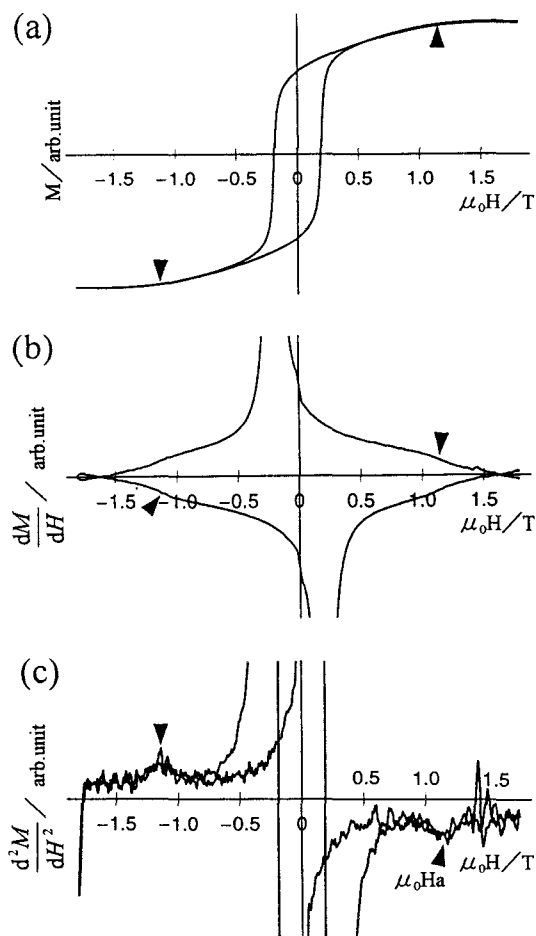 (a)
M/arb.unit
−1.5 −1.0 −0.5 0 0.5 1.0 1.5
μ₀H/T
(b)
dM/dH / arb.unit
−1.5 −1.0 −0.5 0 0.5 1.0 1.5
μ₀H/T
(c)
d²M/dH² / arb.unit
0.5 1.0 1.5
−1.5 −1.0 −0.5 0
μ₀Ha
μ₀H/T